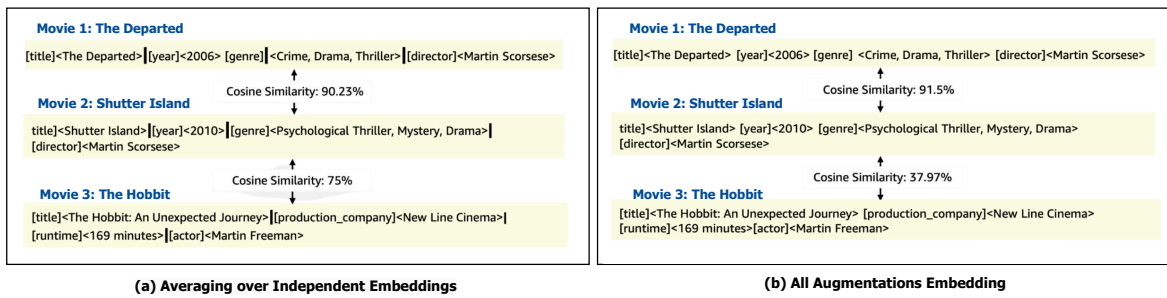 Movie 1: The Departed
[title]<The Departed>|[year]<2006> [genre]|<Crime, Drama, Thriller>|[director]<Martin Scorsese>
Cosine Similarity: 90.23%
Movie 2: Shutter Island
title]<Shutter Island>|[year]<2010>|[genre]<Psychological Thriller, Mystery, Drama>|
[director]<Martin Scorsese>
Cosine Similarity: 75%
Movie 3: The Hobbit
[title]<The Hobbit: An Unexpected Journey>|[production_company]<New Line Cinema>|
[runtime]<169 minutes>|[actor]<Martin Freeman>
(a) Averaging over Independent Embeddings
Movie 1: The Departed
[title]<The Departed> [year]<2006> [genre] <Crime, Drama, Thriller> [director]<Martin Scorsese>
Cosine Similarity: 91.5%
Movie 2: Shutter Island
title]<Shutter Island> [year]<2010> [genre]<Psychological Thriller, Mystery, Drama>
[director]<Martin Scorsese>
Cosine Similarity: 37.97%
Movie 3: The Hobbit
[title]<The Hobbit: An Unexpected Journey> [production_company]<New Line Cinema>
[runtime]<169 minutes>[actor]<Martin Freeman>
(b) All Augmentations Embedding